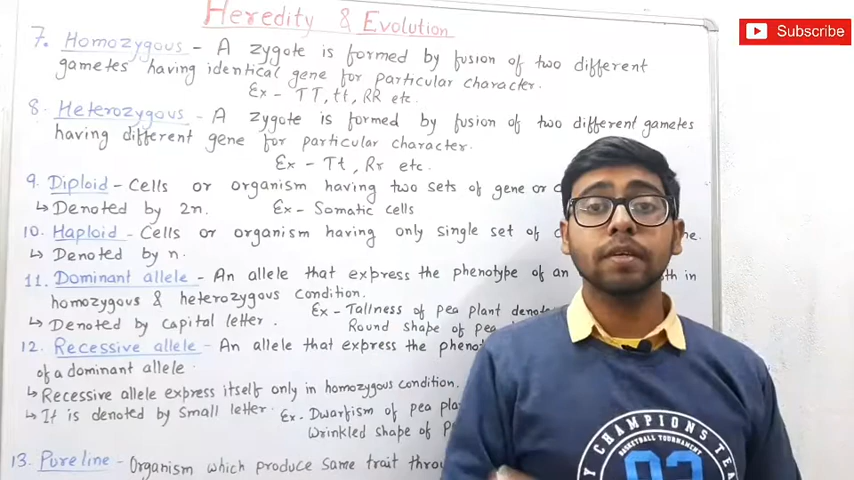 Heredity & Evolution
Subscribe
7. Homozygous - A zygote is formed by fusion of two different
gametes having identical gene for particular character.
Ex - TT, tt, RR etc.
8. Heterozygous - A zygote is formed by fusion of two different gametes
having different gene for particular character.
Ex - Tt, Rr etc.
9. Diploid - Cells or organism having two sets of gene or
↳ Denoted by 2n. Ex - Somatic cells
10. Haploid - Cells or organism having only single set of
↳ Denoted by n.
11. Dominant allele - An allele that express the phenotype of an in
homozygous & heterozygous condition.
Ex - Tallness of pea plant
↳ Denoted by capital letter. Round shape of
12. Recessive allele - An allele that express the
of a dominant allele.
↳ Recessive allele express itself only in homozygous condition.
↳ It is denoted by small letter. Ex. Dwarfism of pea
Wrinkled shape of
13. Pure line - Organism which produce same trait
CHAMPIONS
BASKETBALL TOURNAMENT
03